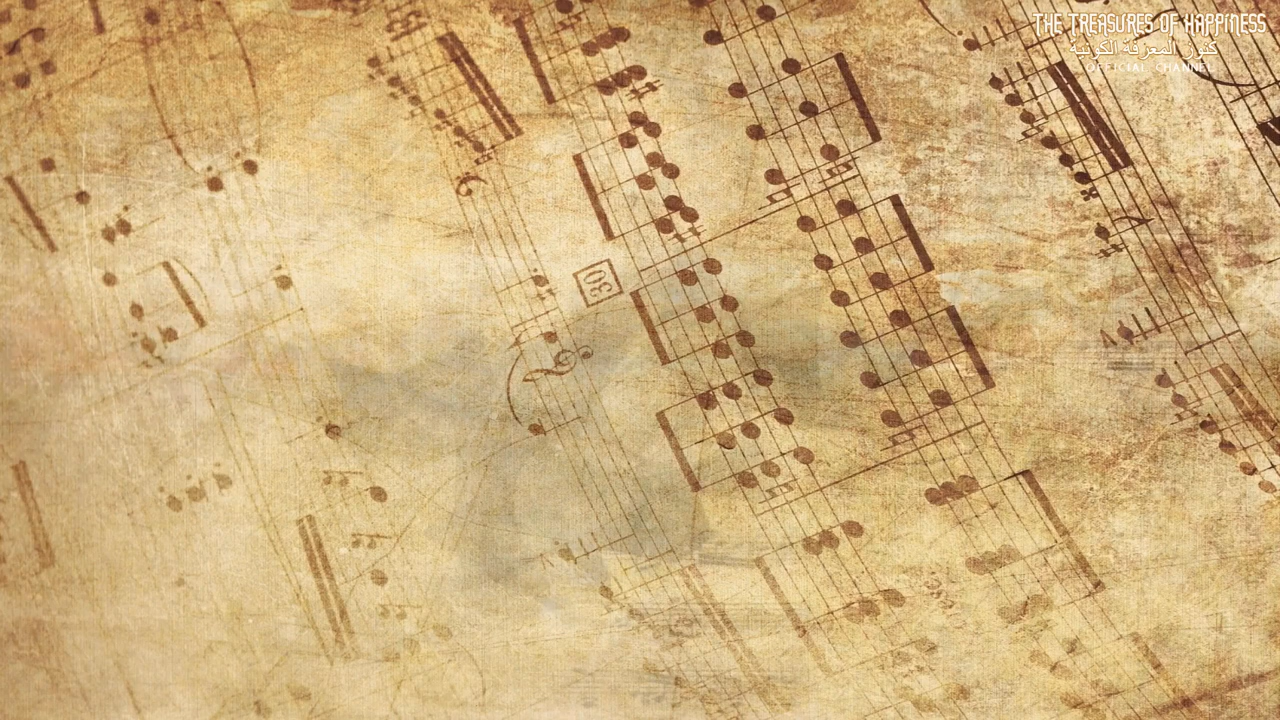 THE TREASURES OF HAPPINESS
كنوز المعرفة الكونية
OFFICIAL CHANNEL
30